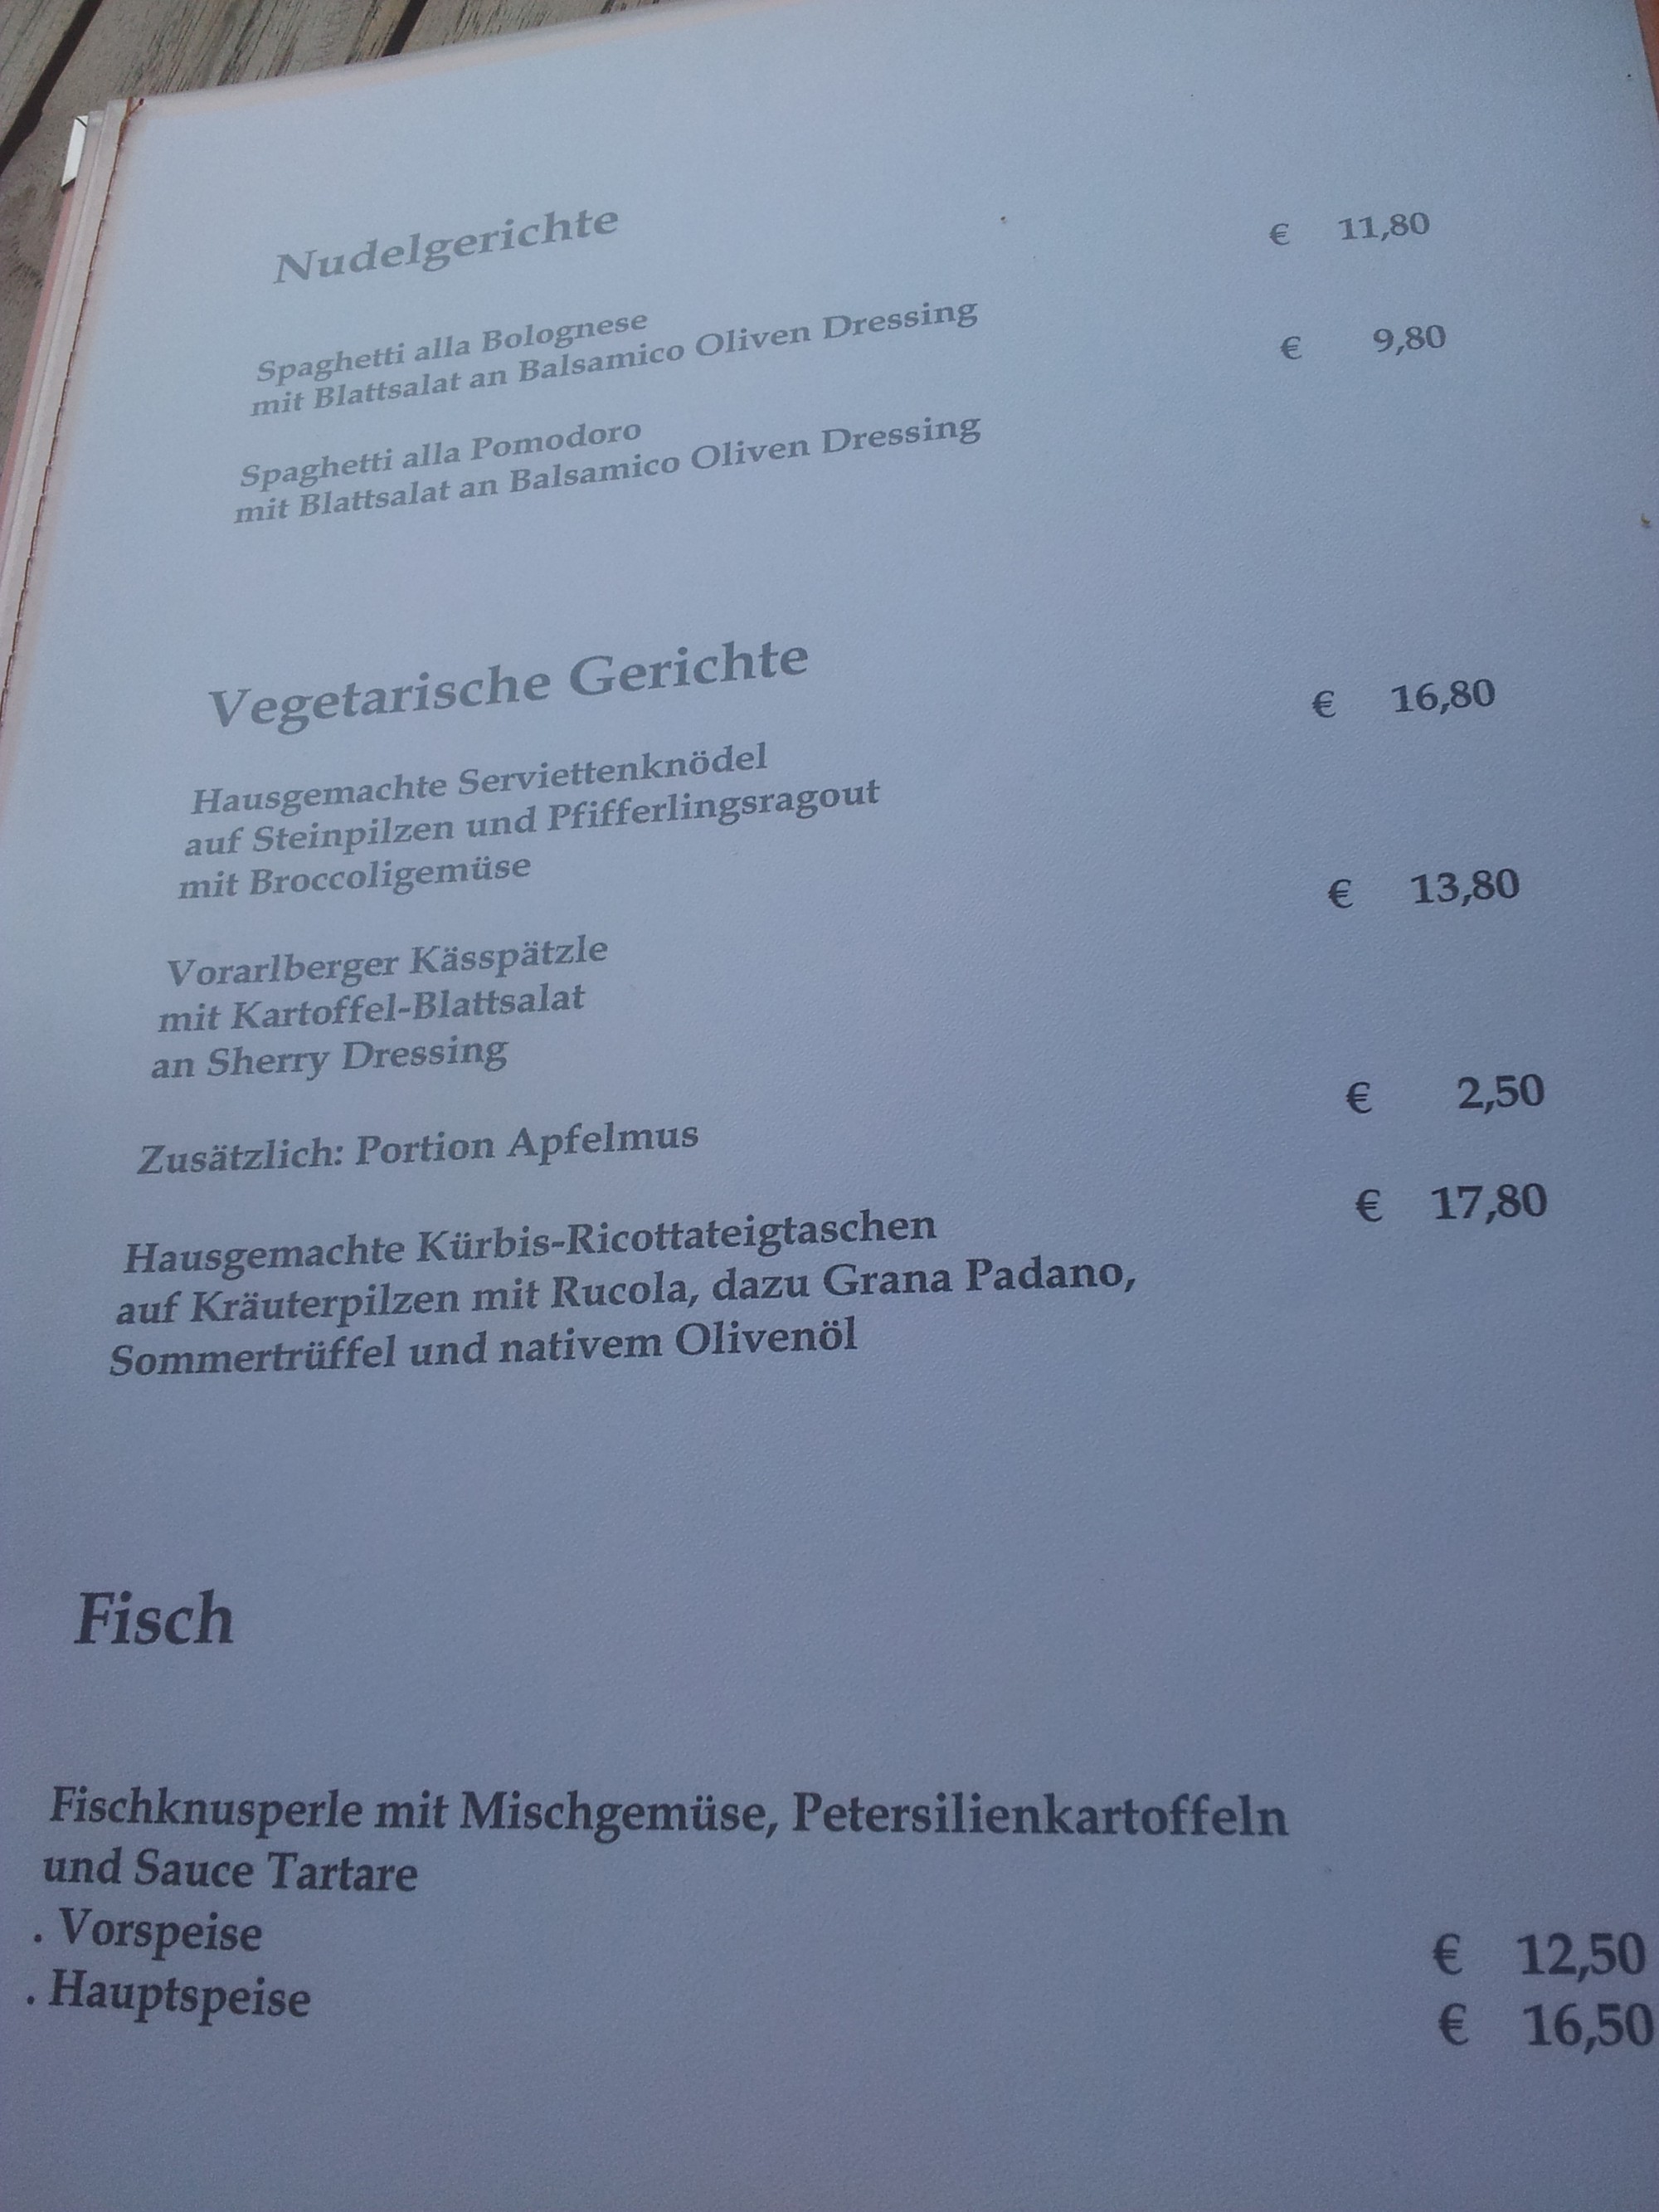 Nudelgerichte
Spaghetti alla Bolognese € 11,80
mit Blattsalat an Balsamico Oliven Dressing
Spaghetti alla Pomodoro € 9,80
mit Blattsalat an Balsamico Oliven Dressing
Vegetarische Gerichte
Hausgemachte Serviettenknödel € 16,80
auf Steinpilzen und Pfifferlingsragout
mit Broccoligemüse
Vorarlberger Kässpätzle € 13,80
mit Kartoffel-Blattsalat
an Sherry Dressing
Zusätzlich: Portion Apfelmus € 2,50
Hausgemachte Kürbis-Ricottateigtaschen € 17,80
auf Kräuterpilzen mit Rucola, dazu Grana Padano,
Sommertrüffel und nativem Olivenöl
Fisch
Fischknusperle mit Mischgemüse, Petersilienkartoffeln
und Sauce Tartare
. Vorspeise € 12,50
. Hauptspeise € 16,50